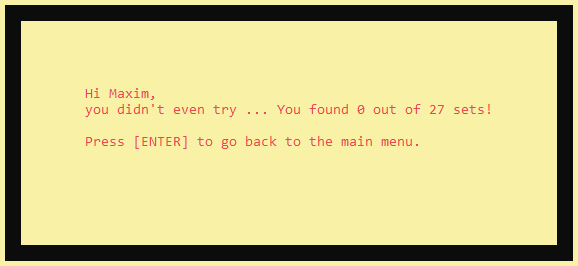 Hi Maxim,
you didn't even try ... You found 0 out of 27 sets!
Press [ENTER] to go back to the main menu.